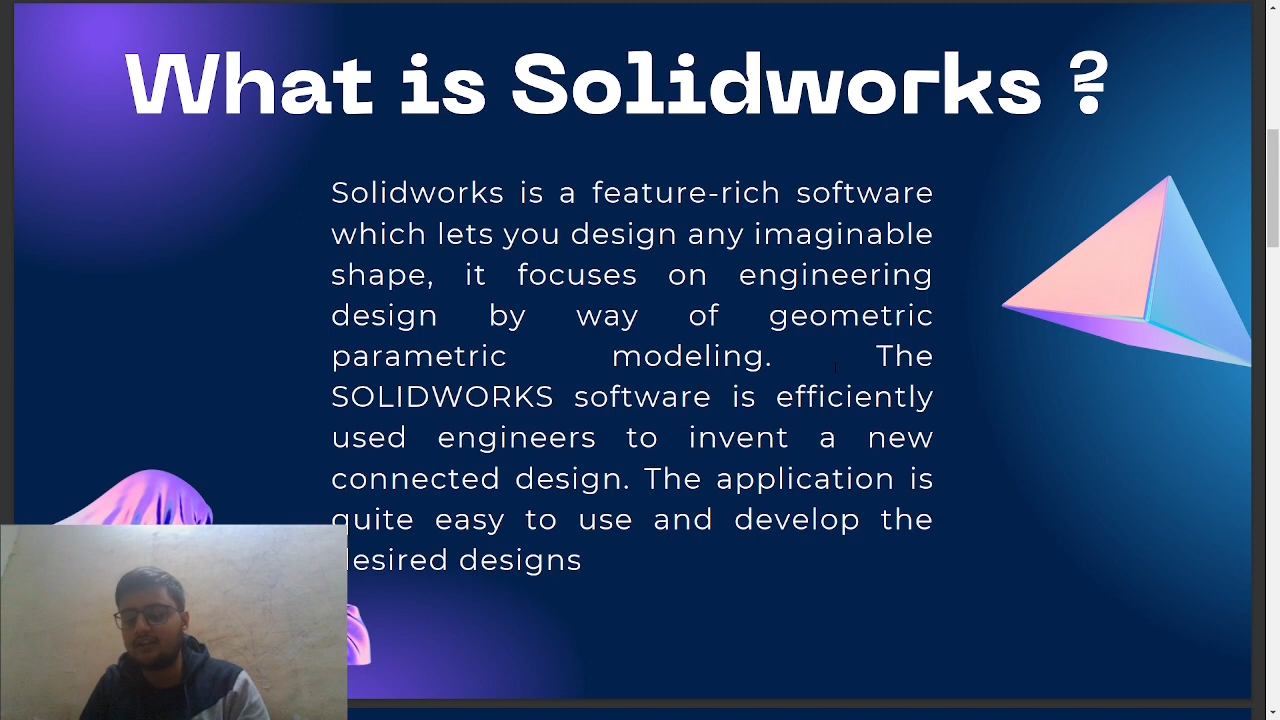 What is Solidworks ?
Solidworks is a feature-rich software
which lets you design any imaginable
shape, it focuses on engineering
design by way of geometric
parametric modeling. The
SOLIDWORKS software is efficiently
used engineers to invent a new
connected design. The application is
quite easy to use and develop the
desired designs